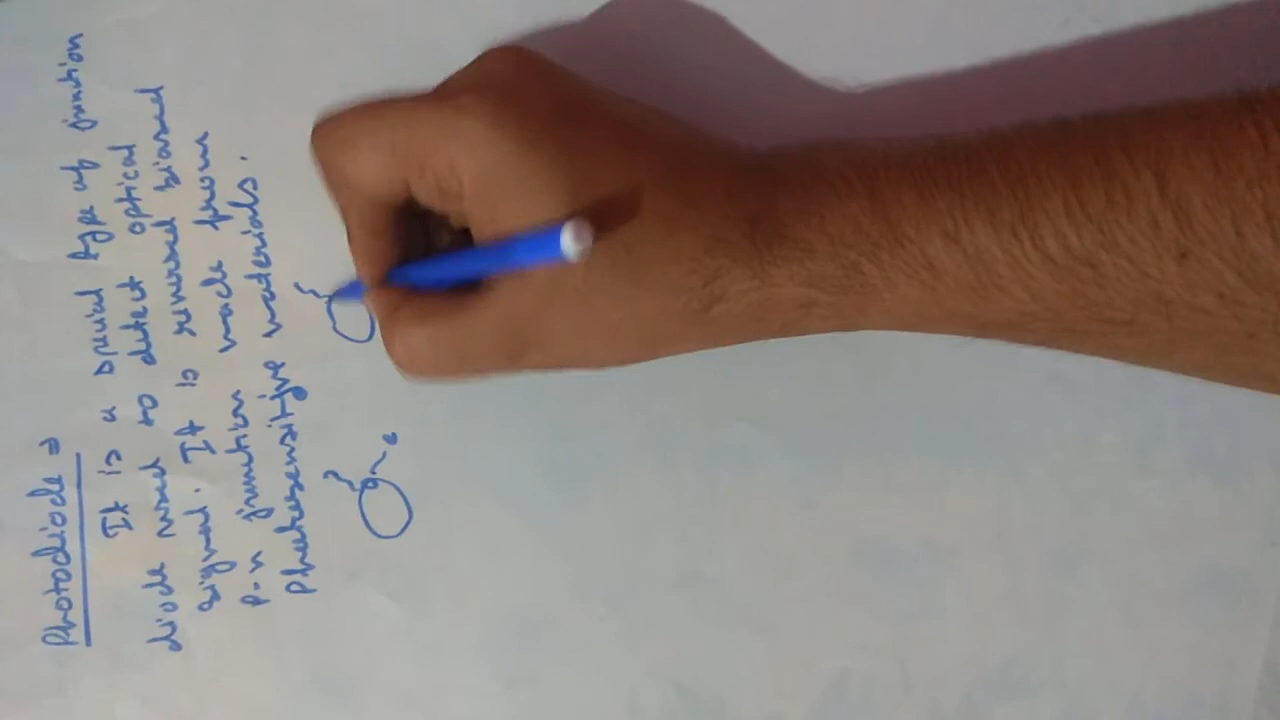 Photodiode ⇒
It is a special type of junction
diode used to detect optical
signal. It is reversed biased
p-n junction made from
Photosensitive materials.